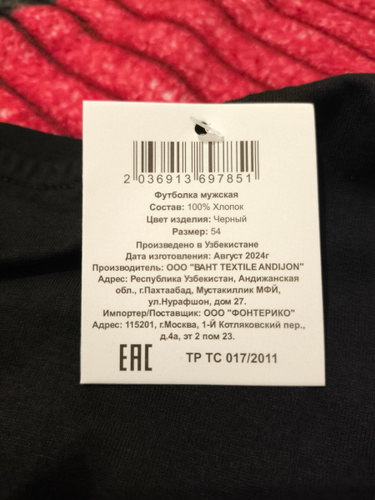 2 036913 697851
Футболка мужская
Состав: 100% Хлопок
Цвет изделия: Черный
Размер: 54
Произведено в Узбекистане
Дата изготовления: Август 2024г
Производитель: ООО "BAHT TEXTILE ANDIJON"
Адрес: Республика Узбекистан, Андижанская
обл., г.Пахтаабад, Мустакиллик МФЙ,
ул.Нурафшон, дом 27.
Импортер/Поставщик: ООО "ФОНТЕРИКО"
Адрес: 115201, г.Москва, 1-Й Котляковский пер.,
д.4а, эт 2 пом 23.
EAC ТР ТС 017/2011